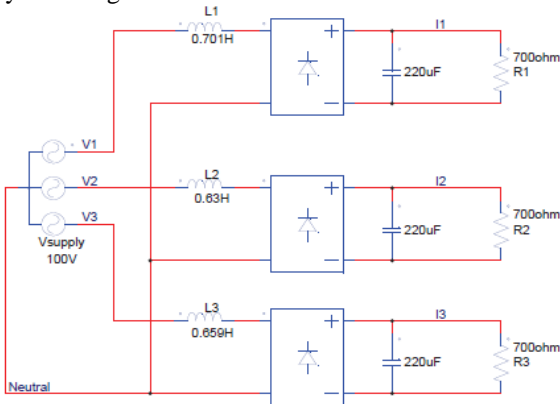 L1
0.701H
+
−
I1
220uF
700ohm
R1
V1
V2
V3
Vsupply
100V
L2
0.63H
+
−
I2
220uF
700ohm
R2
L3
0.659H
+
−
I3
220uF
700ohm
R3
Neutral